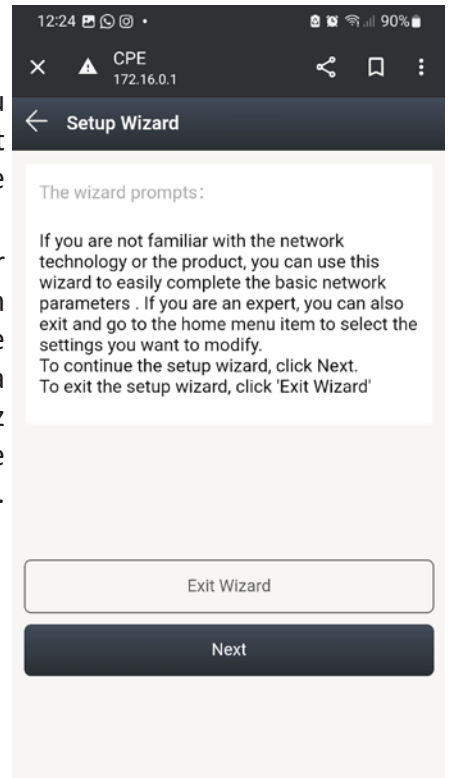 12:24
90%
CPE
172.16.0.1
Setup Wizard
The wizard prompts:
If you are not familiar with the network
technology or the product, you can use this
wizard to easily complete the basic network
parameters . If you are an expert, you can also
exit and go to the home menu item to select the
settings you want to modify.
To continue the setup wizard, click Next.
To exit the setup wizard, click 'Exit Wizard'
Exit Wizard
Next